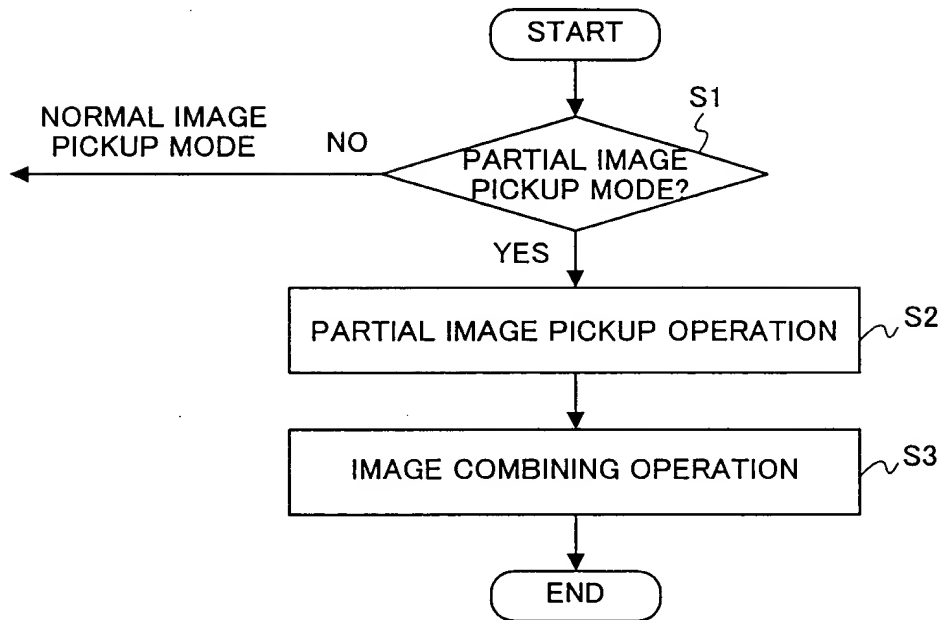 START
S1
NORMAL IMAGE
PICKUP MODE
NO
PARTIAL IMAGE
PICKUP MODE?
YES
PARTIAL IMAGE PICKUP OPERATION
S2
IMAGE COMBINING OPERATION
S3
END